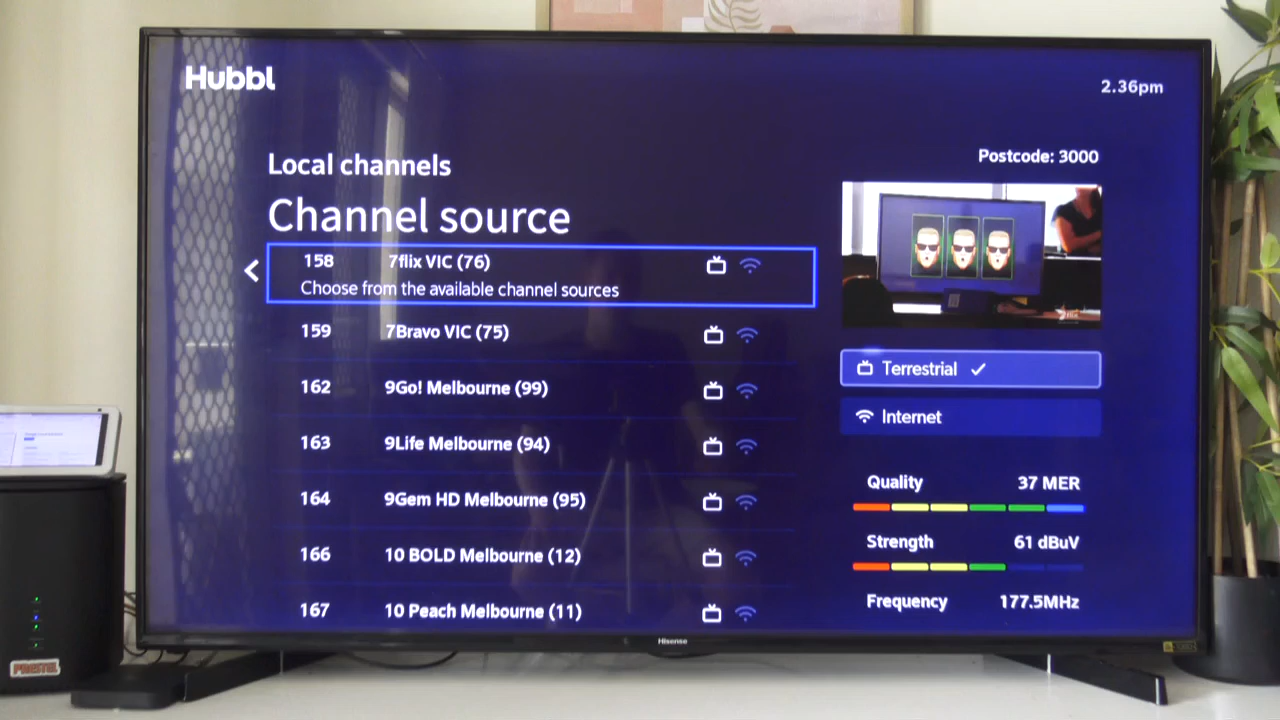 Hubbl
2.36pm
Local channels
Postcode: 3000
Channel source
158 7flix VIC (76)
Choose from the available channel sources
159 7Bravo VIC (75)
162 9Go! Melbourne (99)
163 9Life Melbourne (94)
164 9Gem HD Melbourne (95)
166 10 BOLD Melbourne (12)
167 10 Peach Melbourne (11)
Terrestrial
Internet
Quality 37 MER
Strength 61 dBuV
Frequency 177.5MHz
Hisense
PRESTEL